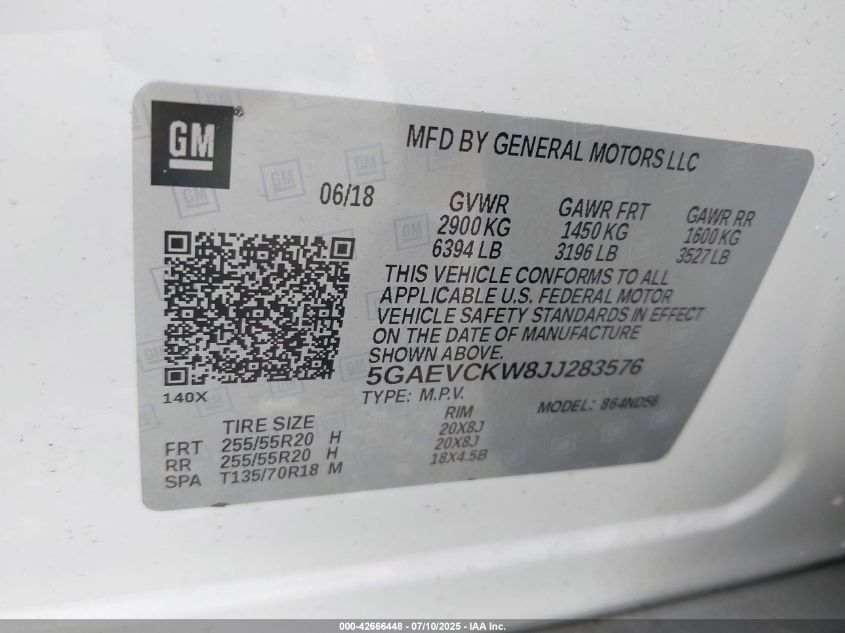 GM®
MFD BY GENERAL MOTORS LLC
06/18
GVWR GAWR FRT GAWR RR
2900 KG 1450 KG 1600 KG
6394 LB 3196 LB 3527 LB
THIS VEHICLE CONFORMS TO ALL
APPLICABLE U.S. FEDERAL MOTOR
VEHICLE SAFETY STANDARDS IN EFFECT
ON THE DATE OF MANUFACTURE
SHOWN ABOVE.
5GAEVCKW8JJ283576
140X
TYPE: M.P.V. MODEL: 864ND56
TIRE SIZE RIM
FRT 255/55R20 H 20X8J
RR 255/55R20 H 20X8J
SPA T135/70R18 M 18X4.5B
000-42666448 - 07/10/2025 - IAA Inc.